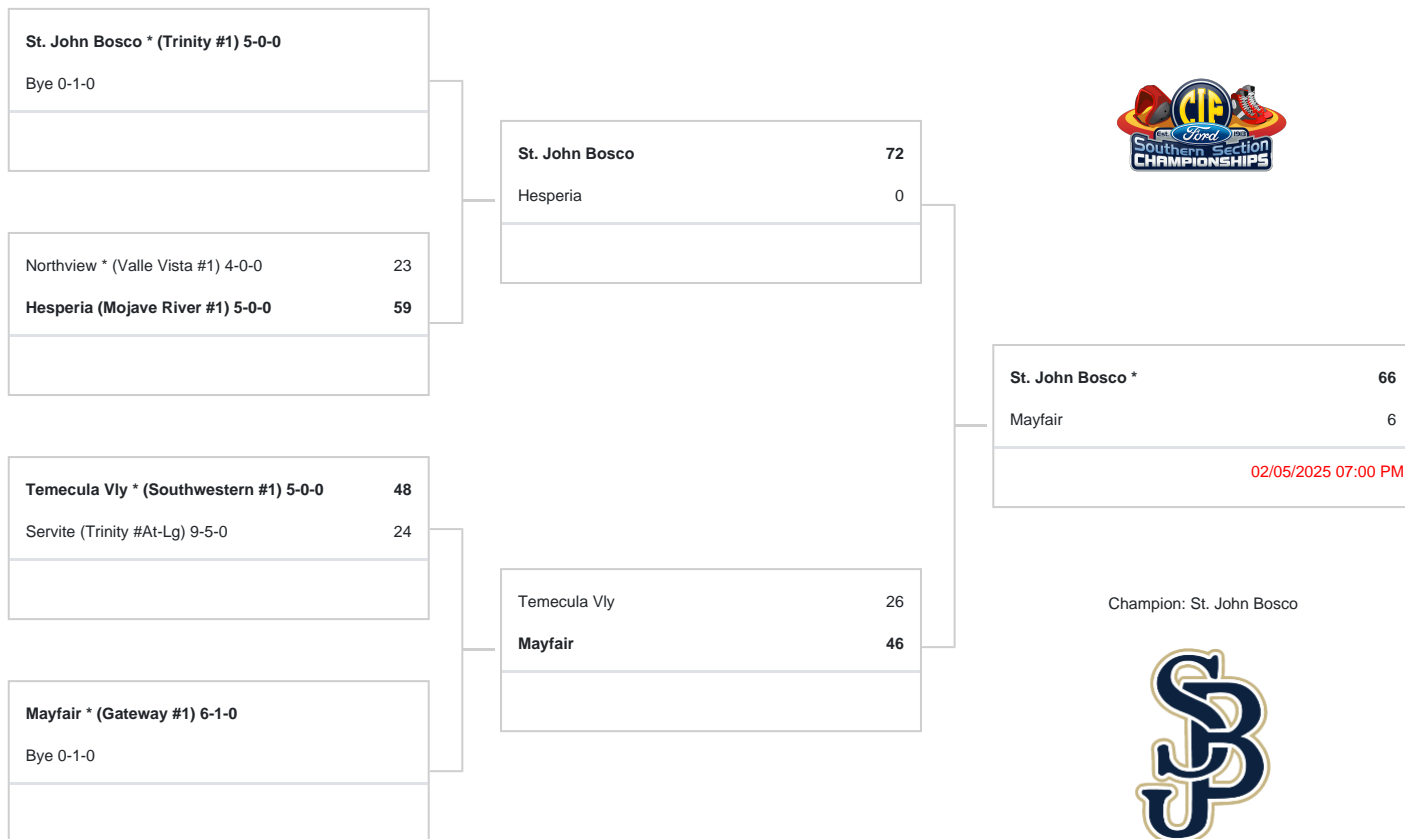 St. John Bosco * (Trinity #1) 5-0-0
Bye 0-1-0
Northview * (Valle Vista #1) 4-0-0 23
Hesperia (Mojave River #1) 5-0-0 59
Temecula Vly * (Southwestern #1) 5-0-0 48
Servite (Trinity #At-Lg) 9-5-0 24
Mayfair * (Gateway #1) 6-1-0
Bye 0-1-0
St. John Bosco 72
Hesperia 0
Temecula Vly 26
Mayfair 46
CIF
Est. Ford 1913
Southern Section
CHAMPIONSHIPS
St. John Bosco * 66
Mayfair 6
02/05/2025 07:00 PM
Champion: St. John Bosco
SJB